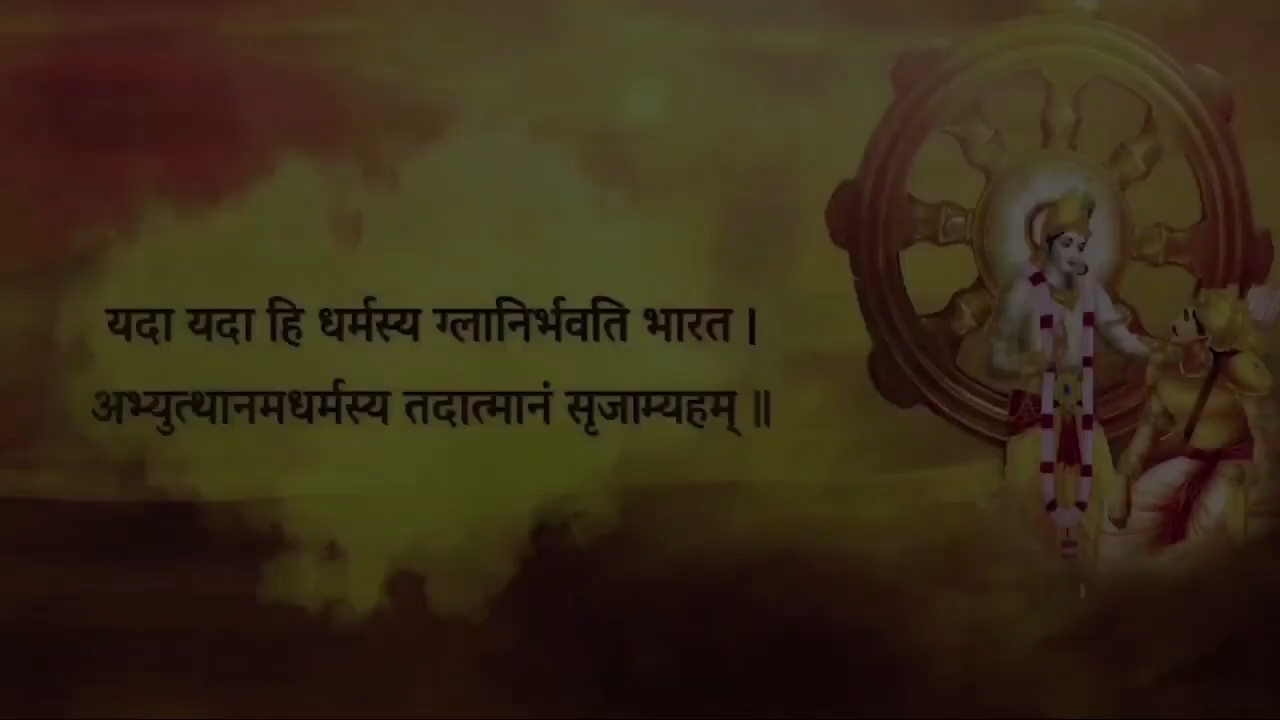 यदा यदा हि धर्मस्य ग्लानिर्भवति भारत ।
अभ्युत्थानमधर्मस्य तदात्मानं सृजाम्यहम् ॥